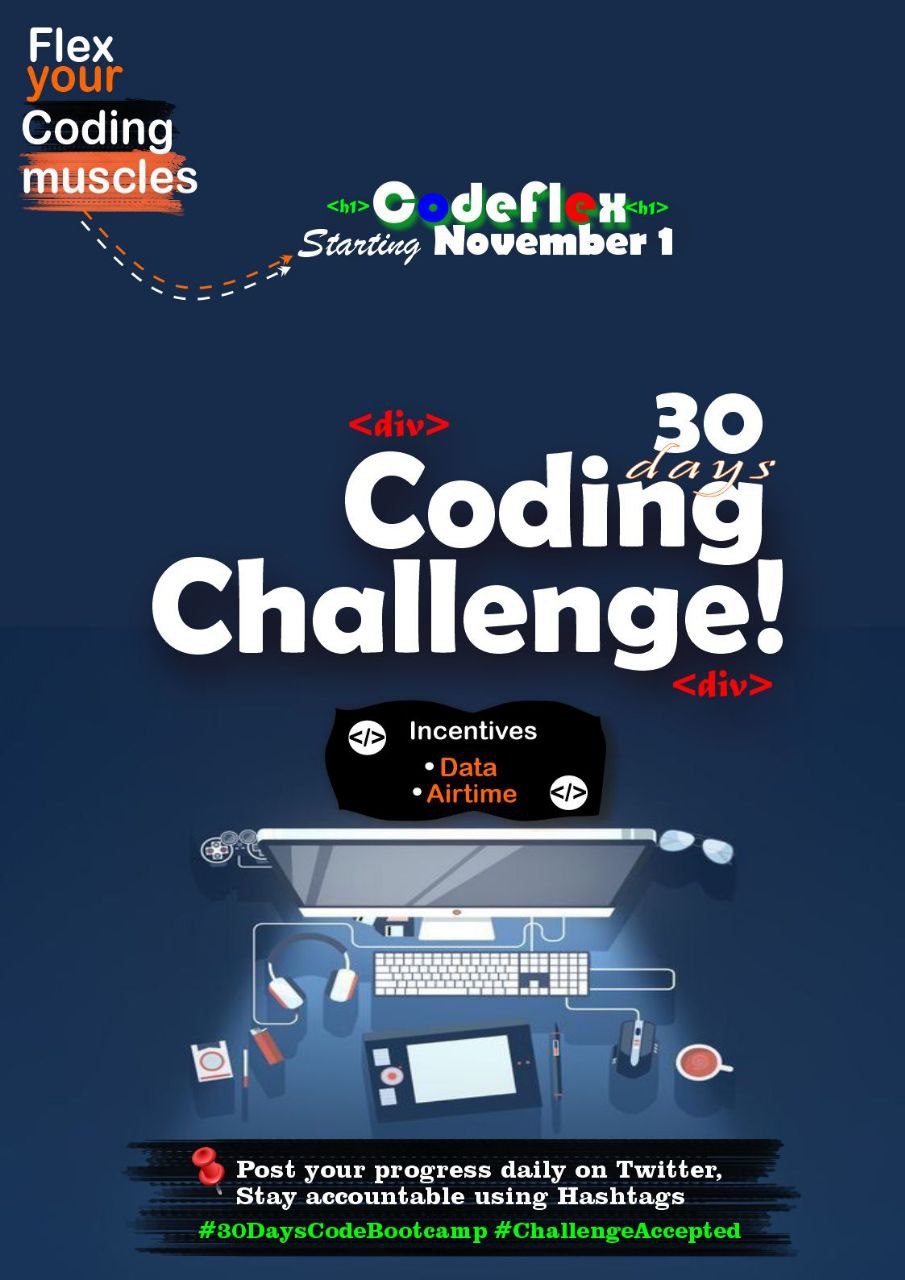 Flex
your
Coding
muscles
<h1>Codeflex<h1>
Starting November 1
30
days
<div>
Coding
Challenge!
<div>
</> Incentives
• Data
• Airtime </>
Post your progress daily on Twitter,
Stay accountable using Hashtags
#30DaysCodeBootcamp #ChallengeAccepted